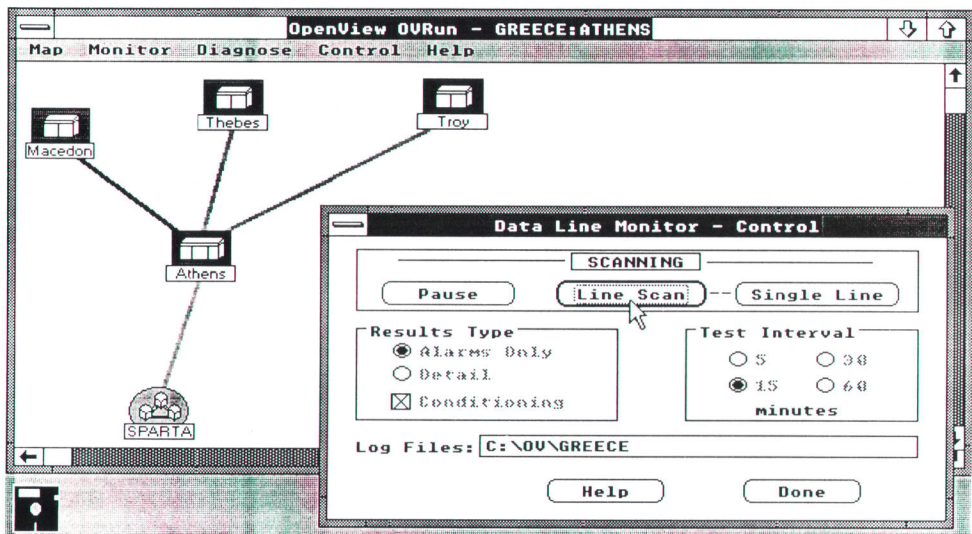 OpenView OVRun - GREECE:ATHENS
Map Monitor Diagnose Control Help
Macedon
Thebes
Troy
Athens
SPARTA
Data Line Monitor - Control
SCANNING
Pause
Line Scan
Single Line
Results Type
Alarms Only
Detail
Conditioning
Test Interval
5
30
15
60
minutes
Log Files: C:\OV\GREECE
Help
Done